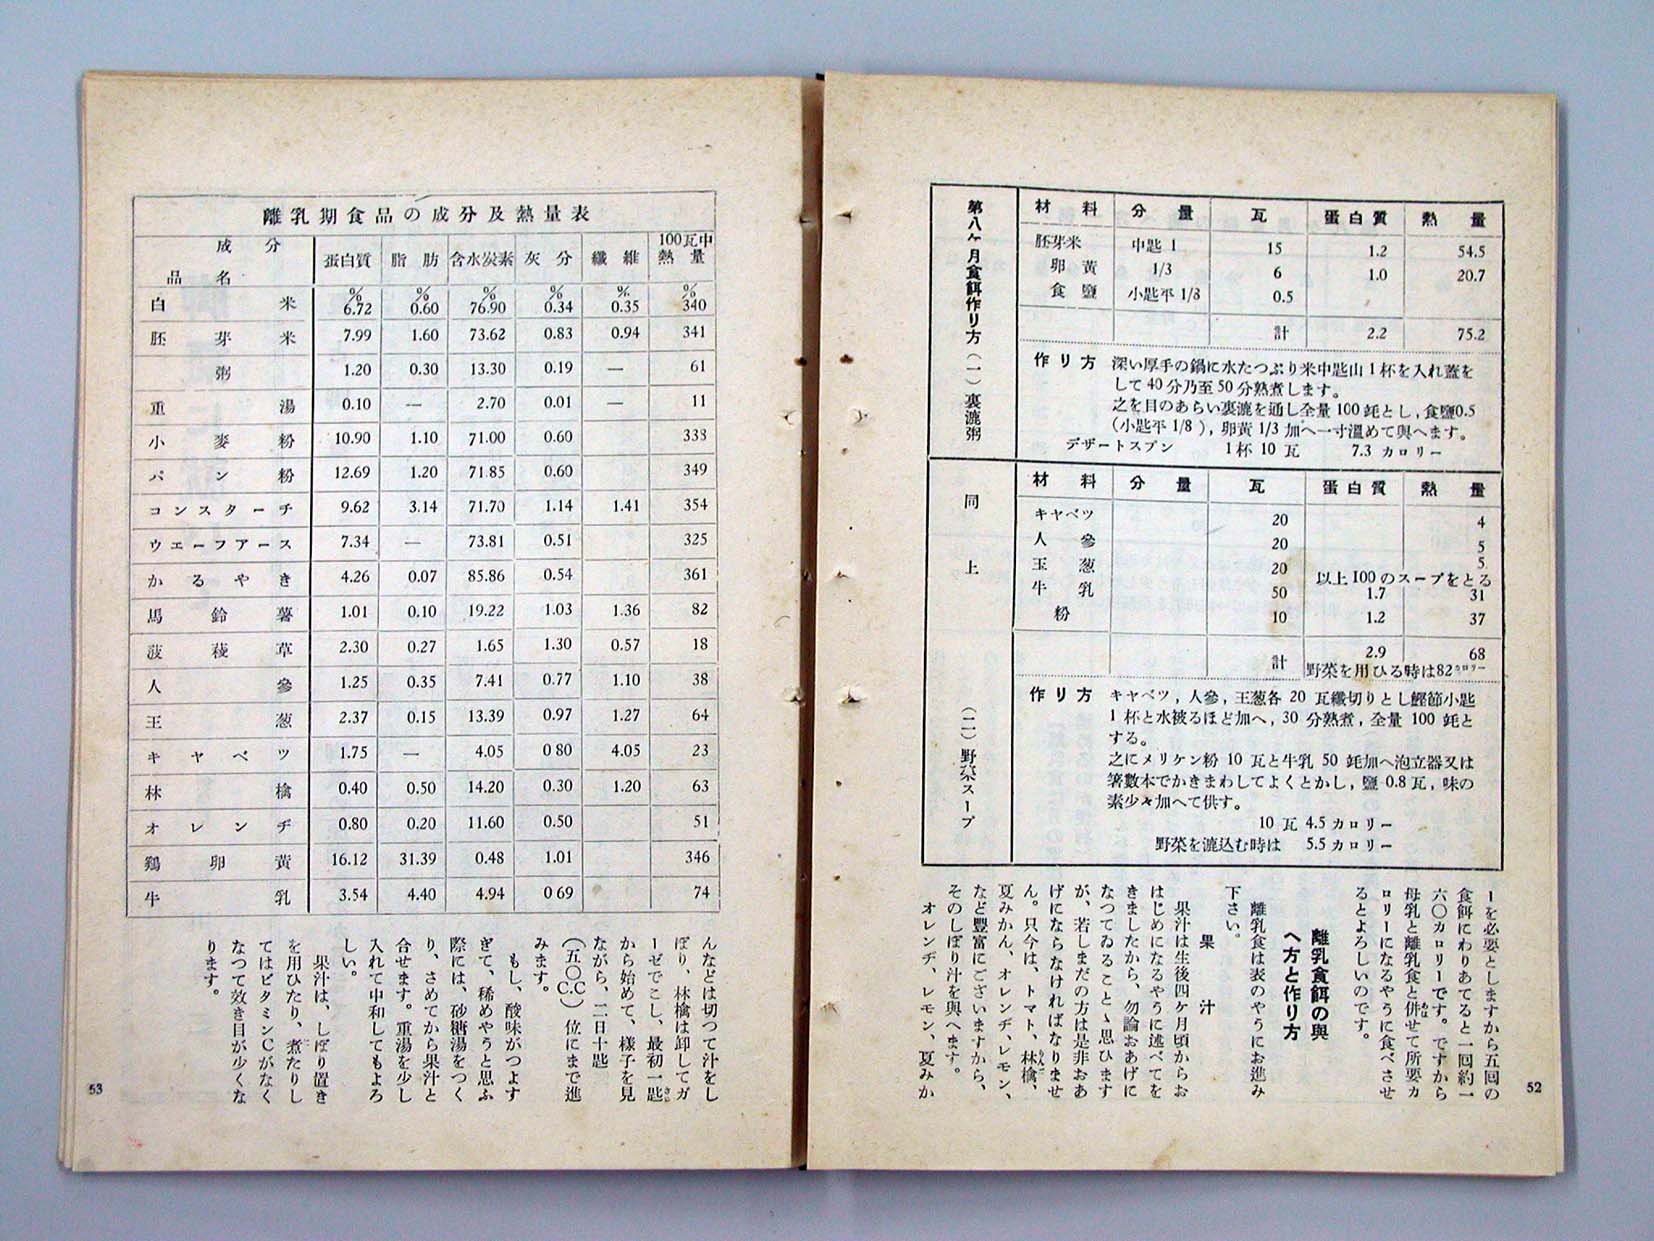 第八ヶ月食餌作り方（一）裏漉粥
材料 分量 瓦 蛋白質 熱量
胚芽米 中匙 1 15 1.2 54.5
卵黄 1/3 6 1.0 20.7
食鹽 小匙平 1/8 0.5
計 2.2 75.2
作り方 深い厚手の鍋に水たつぷり米中匙山1杯を入れ蓋を
して40分乃至50分熟煮します。
之を目のあらい裏漉を通し全量100竓とし，食鹽0.5
（小匙平1/8），卵黄1/3加へ一寸溫めて與へます。
デザートスプン 1杯 10瓦 7.3 カロリー
同上 （二）野菜スープ
材料 分量 瓦 蛋白質 熱量
キャベツ 20 4
人參 20 5
玉葱 20 5
以上100のスープをとる
牛乳 50 1.7 31
粉 10 1.2 37
計 2.9 68
野菜を用ひる時は82カロリー
作り方 キャベツ，人參，玉葱各 20 瓦纖切りとし鰹節小匙
1杯と水被るほど加へ，30分熟煮，全量 100 竓と
する。
之にメリケン粉 10 瓦と牛乳 50 竓加へ泡立器又は
箸數本でかきまわしてよくとかし，鹽 0.8 瓦，味の
素少々加へて供す。
10 瓦 4.5 カロリー
野菜を漉込む時は 5.5 カロリー
ーを必要としますから五囘の
食餌にわりあてると一囘約一
六〇カロリーです。ですから
母乳と離乳食と併せて所要カ
ロリーになるやうに食べさせ
るとよろしいのです。
離乳食餌の與
へ方と作り方
離乳食は表のやうにお進み
下さい。
果汁
果汁は生後四ヶ月頃からお
はじめになるやうに述べてを
きましたから、勿論おあげに
なつてゐることゝ思ひます
が、若しまだの方は是非おあ
げにならなければなりませ
ん。只今は、トマト、林檎、
夏みかん、オレンヂ、レモン、
など豐富にございますから、
そのしぼり汁を與へます。
オレンヂ、レモン、夏みか
52
離乳期食品の成分及熱量表
品名 成分 蛋白質 脂肪 含水炭素 灰分 纖維 100瓦中熱量
% % % % % %
白米 6.72 0.60 76.90 0.34 0.35 340
胚芽米 7.99 1.60 73.62 0.83 0.94 341
粥 1.20 0.30 13.30 0.19 — 61
重湯 0.10 — 2.70 0.01 — 11
小麥粉 10.90 1.10 71.00 0.60 338
パン粉 12.69 1.20 71.85 0.60 349
コンスターチ 9.62 3.14 71.70 1.14 1.41 354
ウエーフアース 7.34 — 73.81 0.51 325
かるやき 4.26 0.07 85.86 0.54 361
馬鈴薯 1.01 0.10 19.22 1.03 1.36 82
菠薐草 2.30 0.27 1.65 1.30 0.57 18
人參 1.25 0.35 7.41 0.77 1.10 38
玉葱 2.37 0.15 13.39 0.97 1.27 64
キャベツ 1.75 — 4.05 0 80 4.05 23
林檎 0.40 0.50 14.20 0.30 1.20 63
オレンヂ 0.80 0.20 11.60 0.50 51
鷄卵黄 16.12 31.39 0.48 1.01 346
牛乳 3.54 4.40 4.94 0 69 74
んなどは切つて汁をし
ぼり、林檎は卸してガ
ーゼでこし、最初一匙
から始めて、樣子を見
ながら、二日十匙
（五〇C.C）位にまで進
みます。
もし、酸味がつよす
ぎて、稀めやうと思ふ
際には、砂糖湯をつく
り、さめてから果汁と
合せます。重湯を少し
入れて中和してもよろ
しい。
果汁は、しぼり置き
を用ひたり、煮たりし
てはビタミンCがなく
なつて效き目が少くな
ります。
53